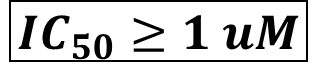 IC₅₀ ≥ 1 uM